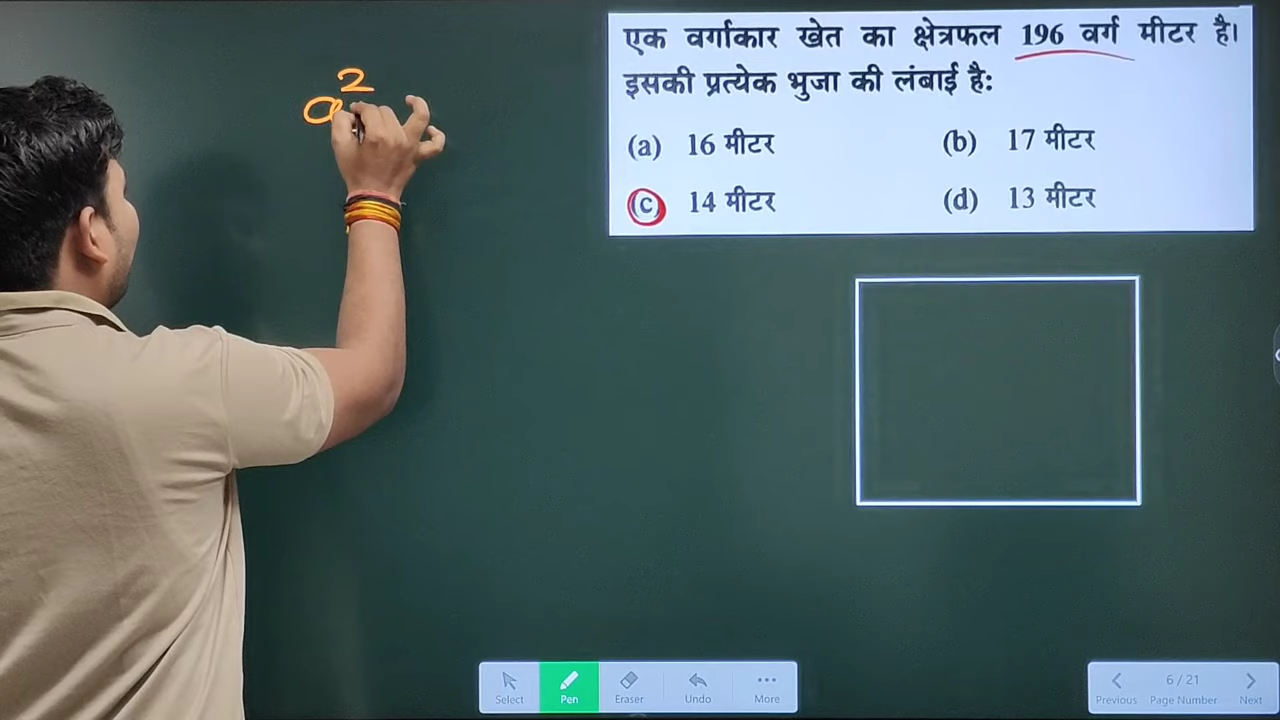 एक वर्गाकार खेत का क्षेत्रफल 196 वर्ग मीटर है।
इसकी प्रत्येक भुजा की लंबाई है:
(a) 16 मीटर (b) 17 मीटर
(c) 14 मीटर (d) 13 मीटर
a²
Select Pen Eraser Undo More
Previous 6 / 21 Page Number Next